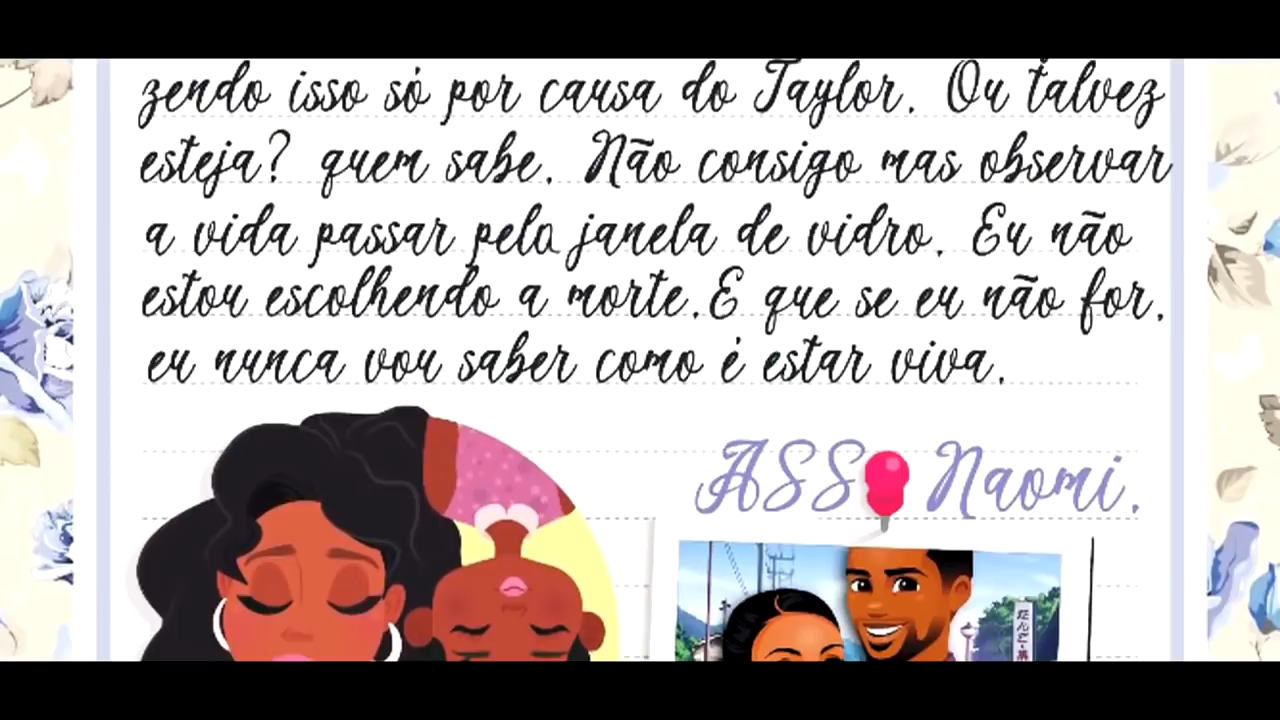 zendo isso só por causa do Taylor. Ou talvez
esteja? quem sabe. Não consigo mas observar
a vida passar pela janela de vidro. Eu não
estou escolhendo a morte. E que se eu não for.
eu nunca vou saber como é estar viva.
ASS Naomi.